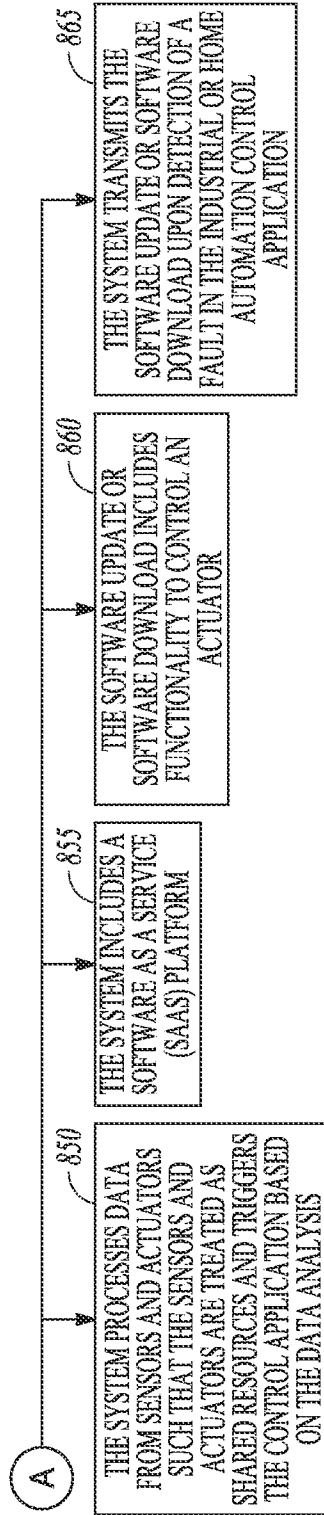 A
850
THE SYSTEM PROCESSES DATA
FROM SENSORS AND ACTUATORS
SUCH THAT THE SENSORS AND
ACTUATORS ARE TREATED AS
SHARED RESOURCES AND TRIGGERS
THE CONTROL APPLICATION BASED
ON THE DATA ANALYSIS
855
THE SYSTEM INCLUDES A
SOFTWARE AS A SERVICE
(SAAS) PLATFORM
860
THE SOFTWARE UPDATE OR
SOFTWARE DOWNLOAD INCLUDES
FUNCTIONALITY TO CONTROL AN
ACTUATOR
865
THE SYSTEM TRANSMITS THE
SOFTWARE UPDATE OR SOFTWARE
DOWNLOAD UPON DETECTION OF A
FAULT IN THE INDUSTRIAL OR HOME
AUTOMATION CONTROL
APPLICATION